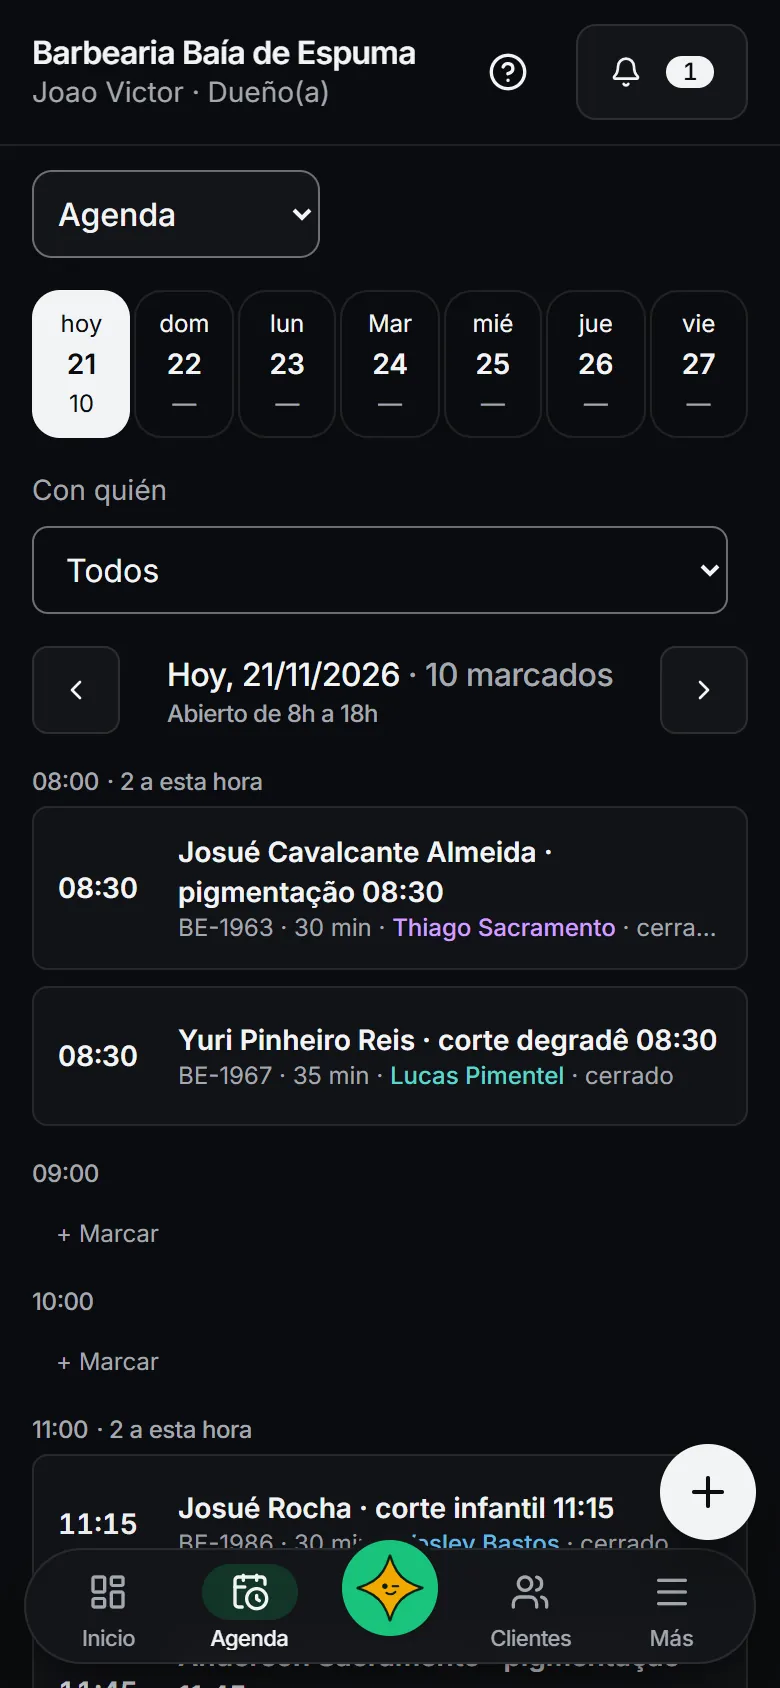 Barbearia Baía de Espuma
Joao Victor · Dueño(a)
1
Agenda
hoy
21
10
dom
22
—
lun
23
—
Mar
24
—
mié
25
—
jue
26
—
vie
27
—
Con quién
Todos
Hoy, 21/11/2026 · 10 marcados
Abierto de 8h a 18h
08:00 · 2 a esta hora
08:30
Josué Cavalcante Almeida ·
pigmentação 08:30
BE-1963 · 30 min · Thiago Sacramento · cerra...
08:30
Yuri Pinheiro Reis · corte degradê 08:30
BE-1967 · 35 min · Lucas Pimentel · cerrado
09:00
+ Marcar
10:00
+ Marcar
11:00 · 2 a esta hora
11:15
Josué Rocha · corte infantil 11:15
BE-1986 · 30 Bastos · cerrado
Inicio
Agenda
Clientes
Más